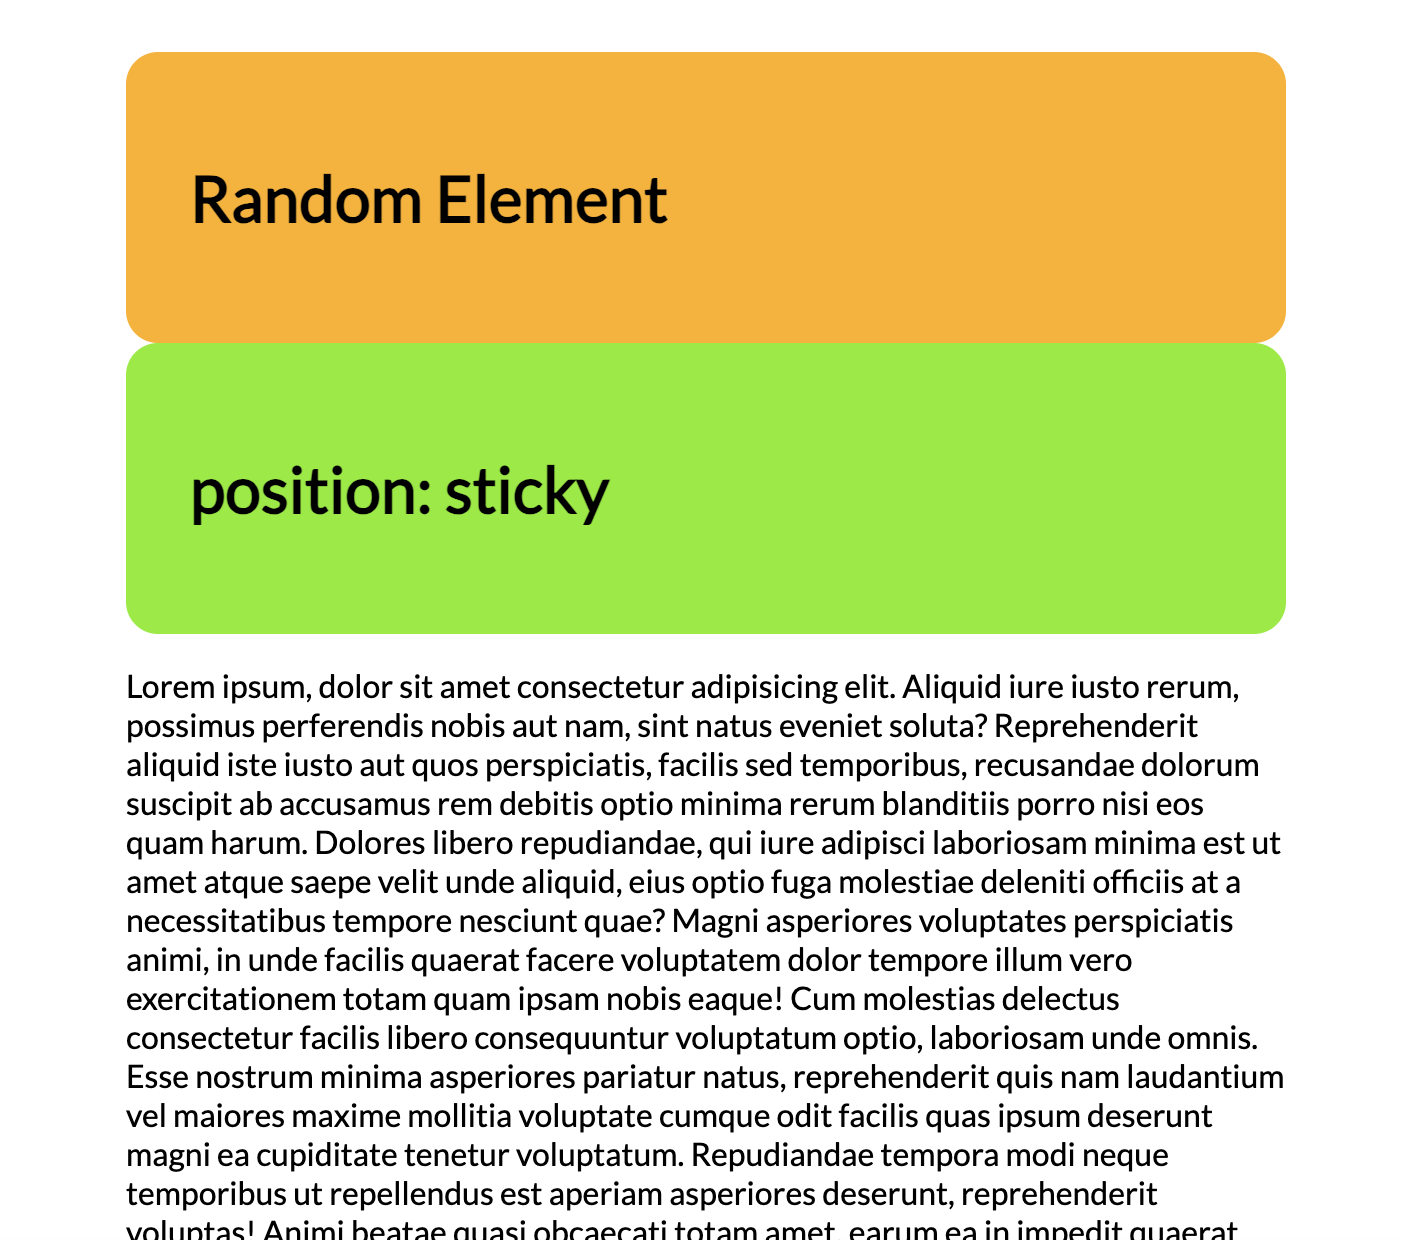 Random Element
position: sticky
Lorem ipsum, dolor sit amet consectetur adipisicing elit. Aliquid iure iusto rerum,
possimus perferendis nobis aut nam, sint natus eveniet soluta? Reprehenderit
aliquid iste iusto aut quos perspiciatis, facilis sed temporibus, recusandae dolorum
suscipit ab accusamus rem debitis optio minima rerum blanditiis porro nisi eos
quam harum. Dolores libero repudiandae, qui iure adipisci laboriosam minima est ut
amet atque saepe velit unde aliquid, eius optio fuga molestiae deleniti officiis at a
necessitatibus tempore nesciunt quae? Magni asperiores voluptates perspiciatis
animi, in unde facilis quaerat facere voluptatem dolor tempore illum vero
exercitationem totam quam ipsam nobis eaque! Cum molestias delectus
consectetur facilis libero consequuntur voluptatum optio, laboriosam unde omnis.
Esse nostrum minima asperiores pariatur natus, reprehenderit quis nam laudantium
vel maiores maxime mollitia voluptate cumque odit facilis quas ipsum deserunt
magni ea cupiditate tenetur voluptatum. Repudiandae tempora modi neque
temporibus ut repellendus est aperiam asperiores deserunt, reprehenderit
voluptas! Animi beatae quasi obcaecati totam amet, earum ea in impedit quaerat